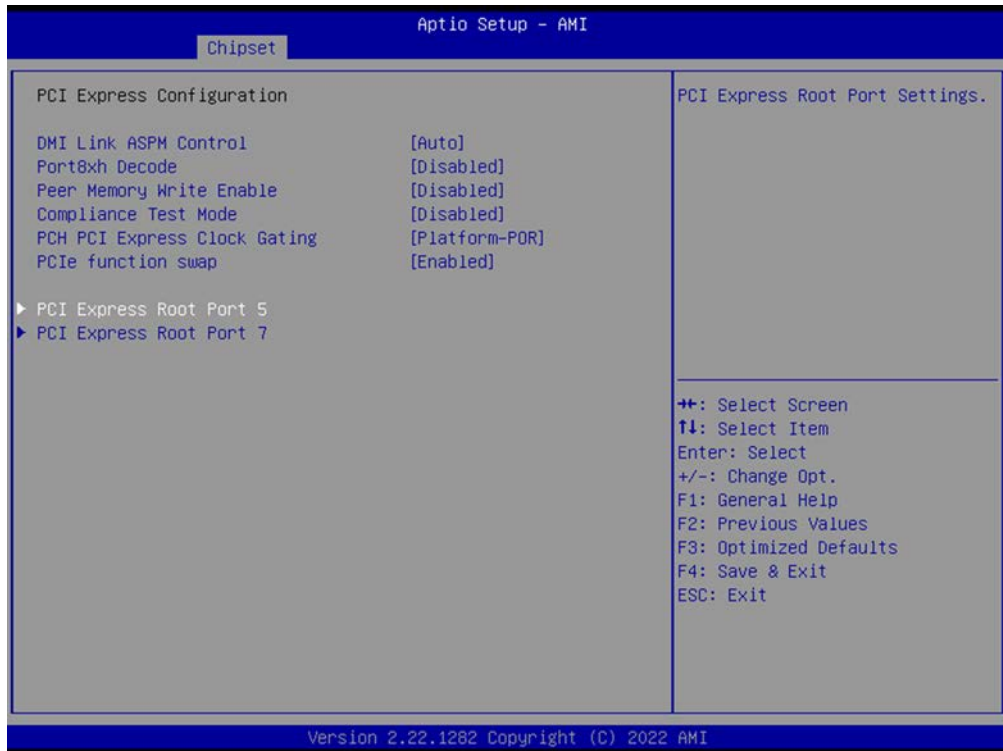 Aptio Setup – AMI
Chipset
PCI Express Configuration
DMI Link ASPM Control [Auto]
Port8xh Decode [Disabled]
Peer Memory Write Enable [Disabled]
Compliance Test Mode [Disabled]
PCH PCI Express Clock Gating [Platform-POR]
PCIe function swap [Enabled]
▶ PCI Express Root Port 5
▶ PCI Express Root Port 7
PCI Express Root Port Settings.
→←: Select Screen
↑↓: Select Item
Enter: Select
+/-: Change Opt.
F1: General Help
F2: Previous Values
F3: Optimized Defaults
F4: Save & Exit
ESC: Exit
Version 2.22.1282 Copyright (C) 2022 AMI